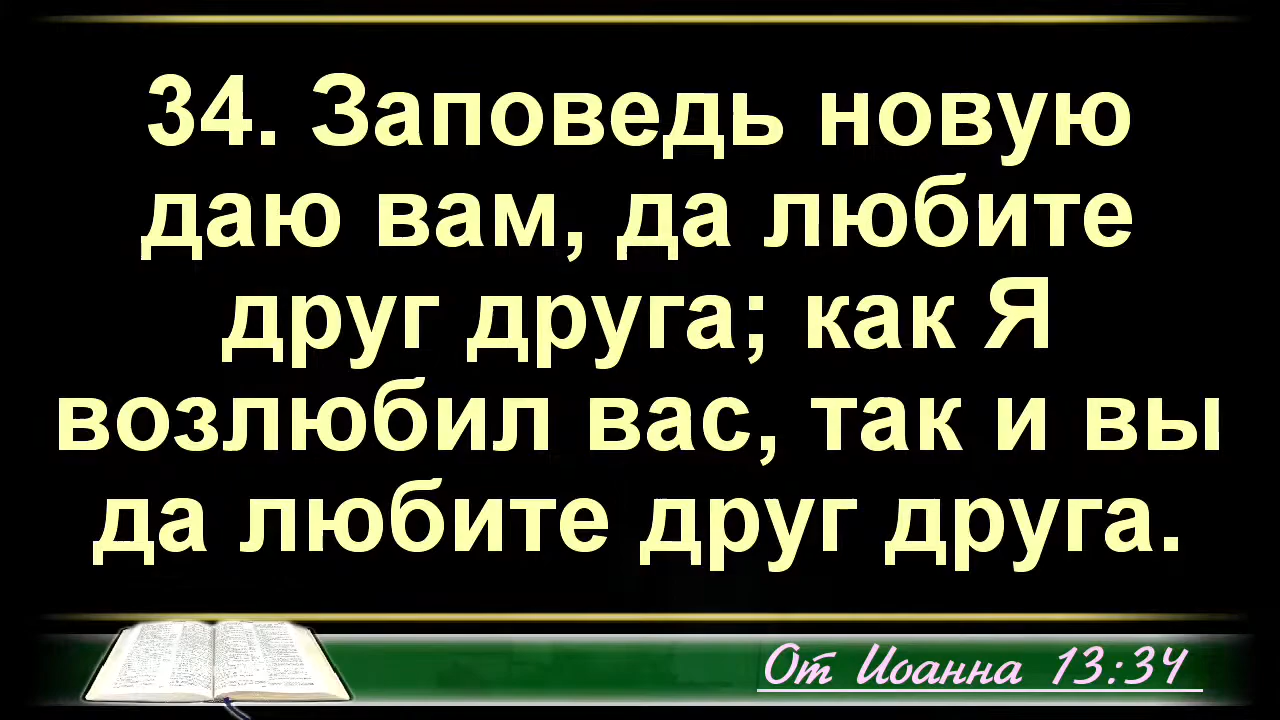 34. Заповедь новую
даю вам, да любите
друг друга; как Я
возлюбил вас, так и вы
да любите друг друга.
От Иоанна 13:34